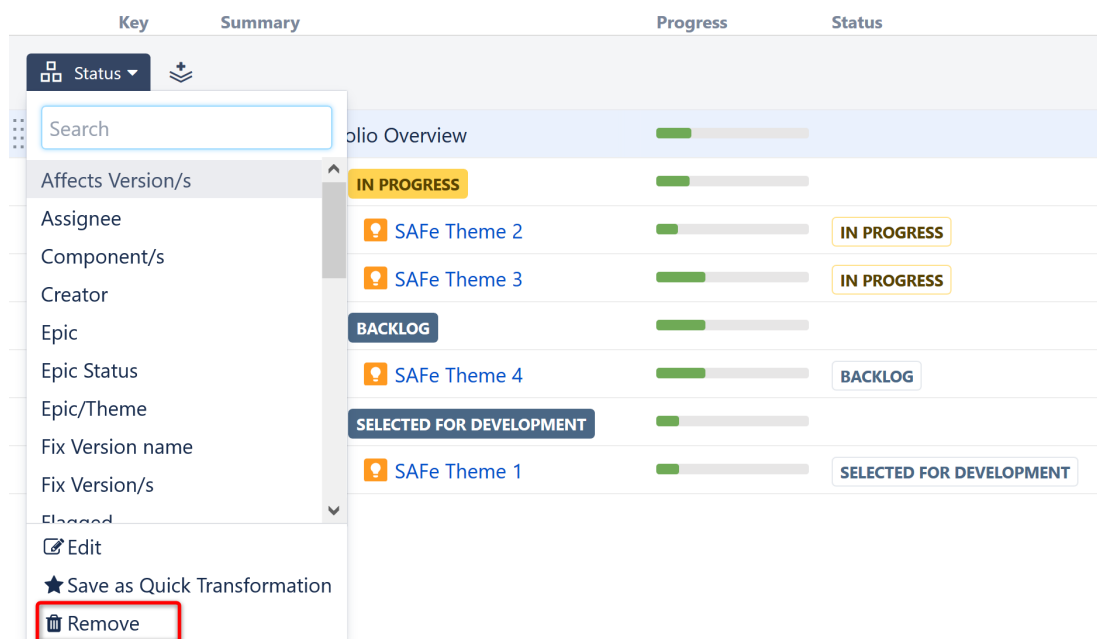 Key Summary Progress Status
Status
Search
olio Overview
Affects Version/s
IN PROGRESS
Assignee
SAFe Theme 2
IN PROGRESS
Component/s
SAFe Theme 3
IN PROGRESS
Creator
Epic
BACKLOG
Epic Status
SAFe Theme 4
BACKLOG
Epic/Theme
SELECTED FOR DEVELOPMENT
Fix Version name
SAFe Theme 1
SELECTED FOR DEVELOPMENT
Fix Version/s
Flagged
Edit
Save as Quick Transformation
Remove